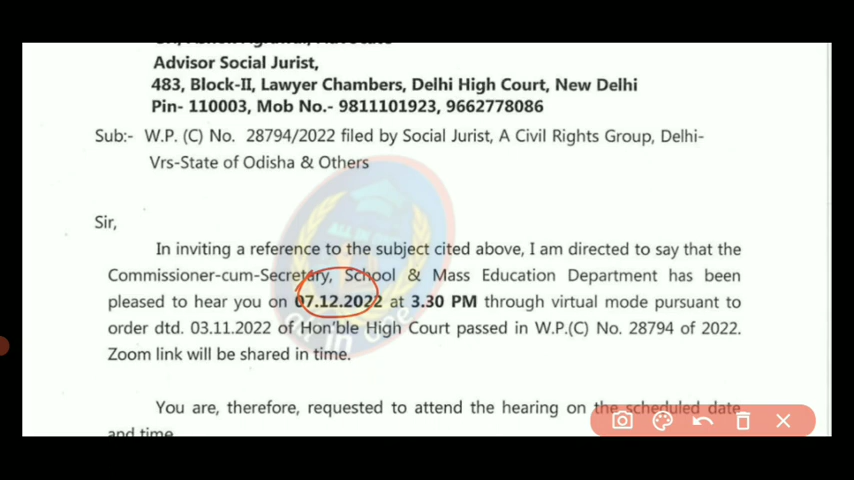 Advisor Social Jurist,
483, Block-II, Lawyer Chambers, Delhi High Court, New Delhi
Pin- 110003, Mob No.- 9811101923, 9662778086
Sub:- W.P. (C) No. 28794/2022 filed by Social Jurist, A Civil Rights Group, Delhi-
Vrs-State of Odisha & Others
Sir,
In inviting a reference to the subject cited above, I am directed to say that the
Commissioner-cum-Secretary, School & Mass Education Department has been
pleased to hear you on 07.12.2022 at 3.30 PM through virtual mode pursuant to
order dtd. 03.11.2022 of Hon'ble High Court passed in W.P.(C) No. 28794 of 2022.
Zoom link will be shared in time.
You are, therefore, requested to attend the hearing on the scheduled date
and time